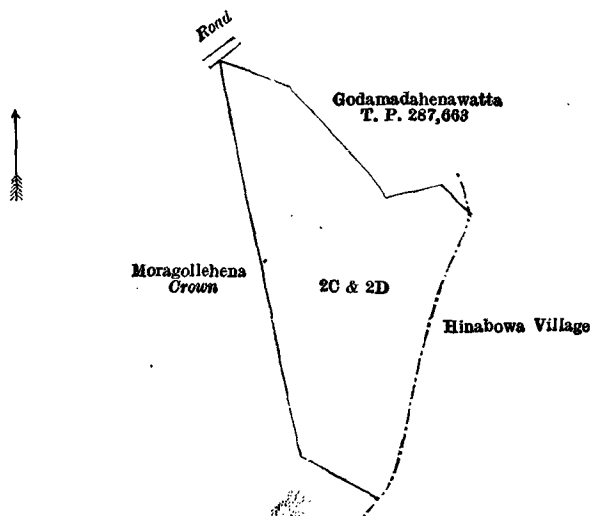 Road
Godamadahenawatta
T. P. 287,663
Moragollehena
Crown
2C & 2D
Hinabowa Village